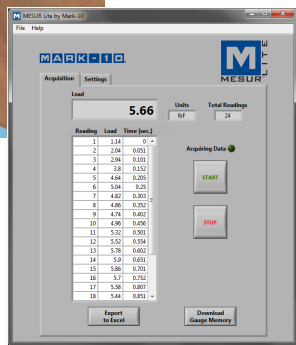 MESUR Lite by Mark-10
File Help
MARK-10
M
MESUR
LITE
Acquisition Settings
Load
5.66
Units Total Readings
lbF 24
Reading Load Time [sec.]
1 1.14 0
2 2.04 0.051
3 2.94 0.101
4 3.8 0.152
5 4.64 0.205
6 5.04 0.25
7 4.82 0.303
8 4.86 0.352
9 4.74 0.402
10 4.96 0.456
11 5.32 0.501
12 5.52 0.554
13 5.78 0.602
14 5.9 0.651
15 5.86 0.701
16 5.7 0.752
17 5.58 0.807
18 5.44 0.851
Acquiring Data
START
STOP
Export
to Excel
Download
Gauge Memory